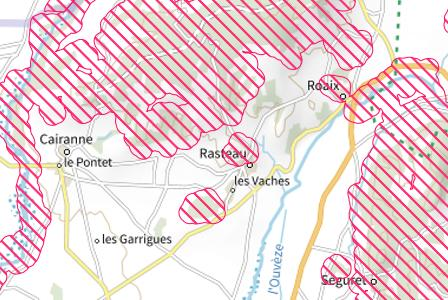 Roaix
Cairanne
Rasteau
le Pontet
les Vaches
les Garrigues
l'Ouvèze
Séguret